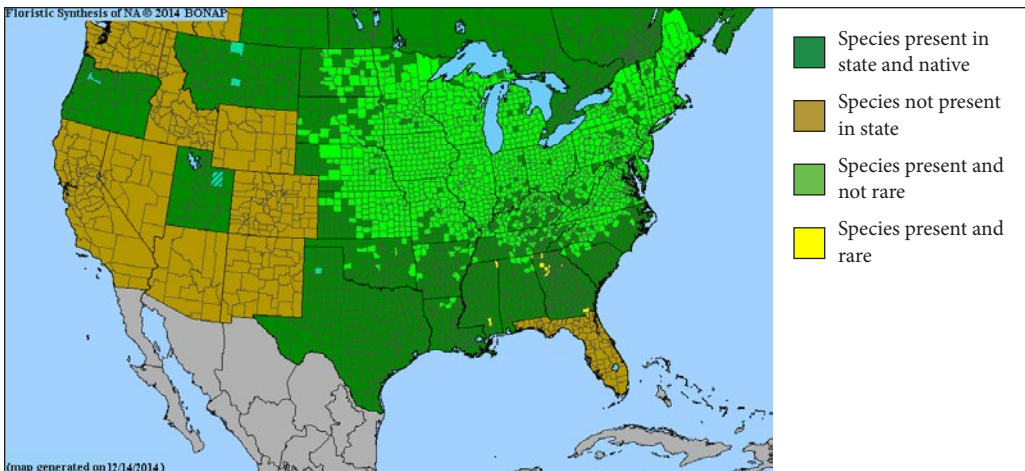 Floristic Synthesis of NA © 2014 BONAP
Species present in
state and native
Species not present
in state
Species present and
not rare
Species present and
rare
(map generated on 12/14/2014)